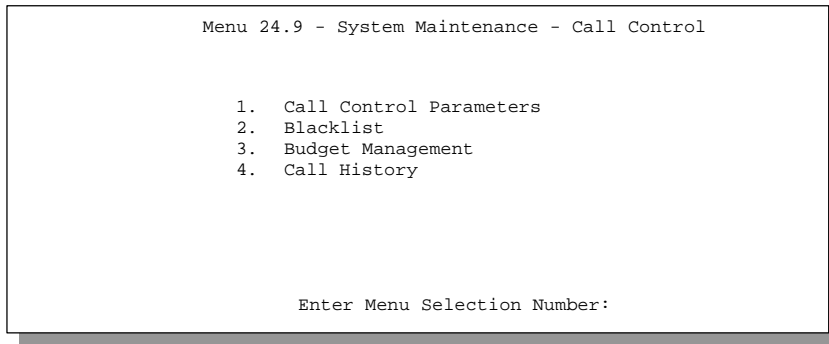 Menu 24.9 - System Maintenance - Call Control
1. Call Control Parameters
2. Blacklist
3. Budget Management
4. Call History
Enter Menu Selection Number: